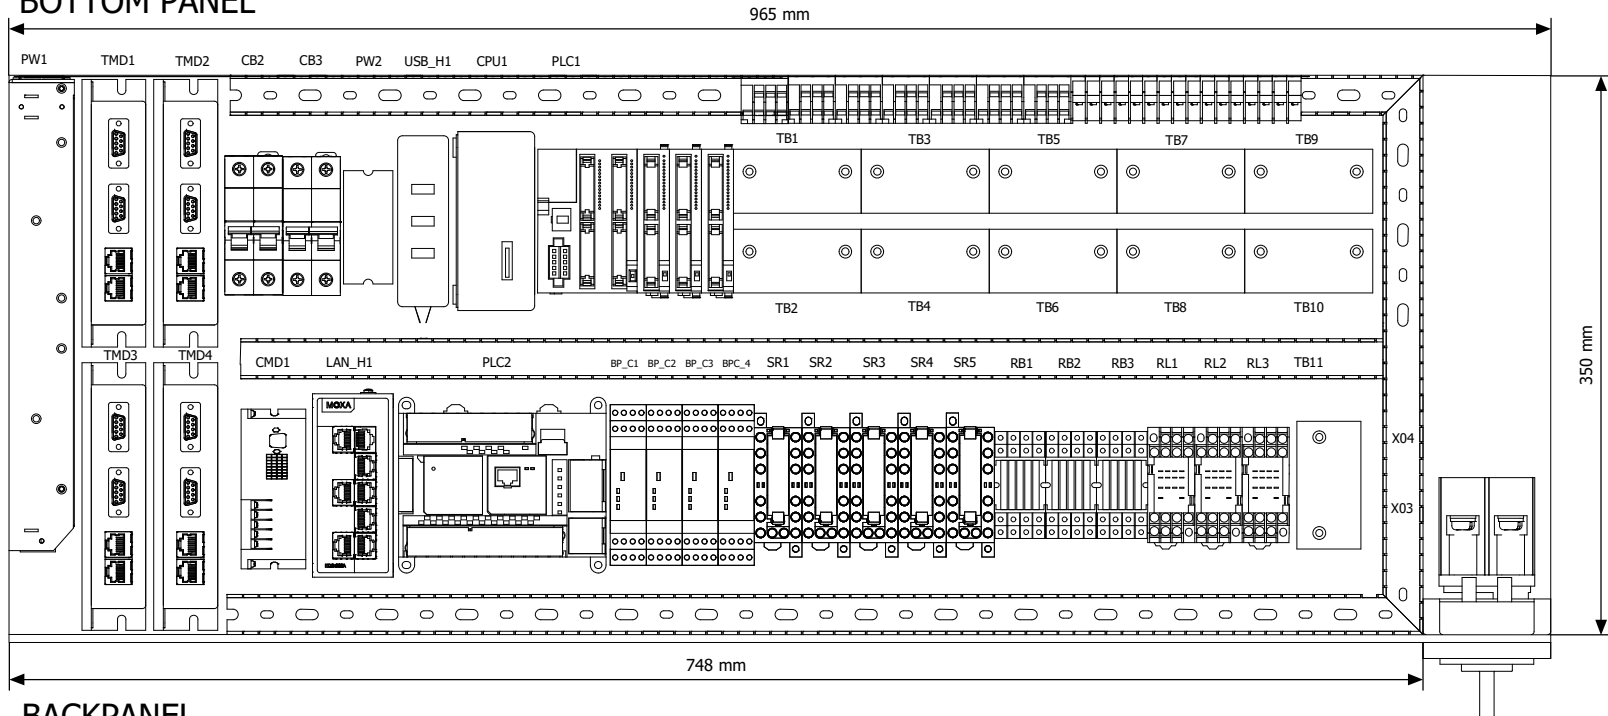 BOTTOM PANEL
965 mm
PW1 TMD1 TMD2 CB2 CB3 PW2 USB_H1 CPU1 PLC1
TB1 TB3 TB5 TB7 TB9
TB2 TB4 TB6 TB8 TB10
350 mm
TMD3 TMD4 CMD1 LAN_H1 PLC2 BP_C1 BP_C2 BP_C3 BPC_4 SR1 SR2 SR3 SR4 SR5 RB1 RB2 RB3 RL1 RL2 RL3 TB11
MOXA
X04
X03
748 mm
BACKPANEL